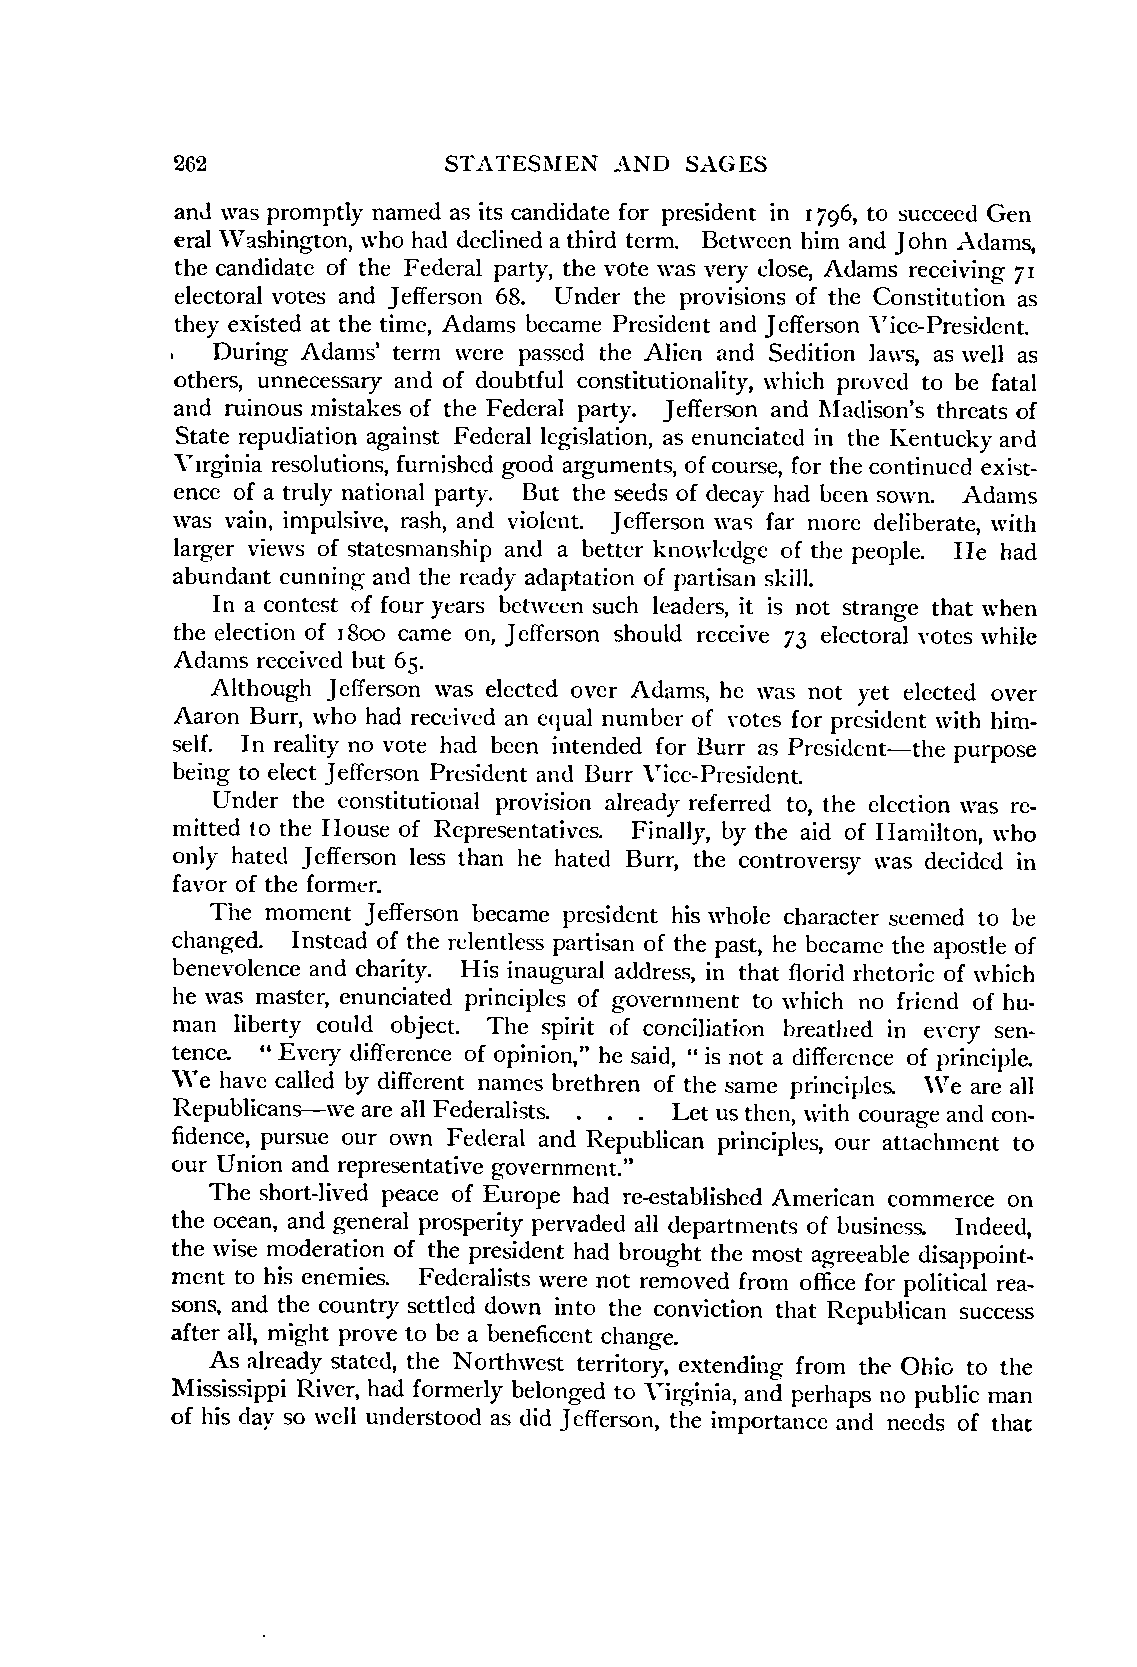 262 STATESMEN AND SAGES
and was promptly named as its candidate for president in 1796, to succeed Gen
eral Washington, who had declined a third term. Between him and John Adams,
the candidate of the Federal party, the vote was very close, Adams receiving 71
electoral votes and Jefferson 68. Under the provisions of the Constitution as
they existed at the time, Adams became President and Jefferson Vice-President.
During Adams' term were passed the Alien and Sedition laws, as well as
others, unnecessary and of doubtful constitutionality, which proved to be fatal
and ruinous mistakes of the Federal party. Jefferson and Madison's threats of
State repudiation against Federal legislation, as enunciated in the Kentucky and
Virginia resolutions, furnished good arguments, of course, for the continued exist-
ence of a truly national party. But the seeds of decay had been sown. Adams
was vain, impulsive, rash, and violent. Jefferson was far more deliberate, with
larger views of statesmanship and a better knowledge of the people. He had
abundant cunning and the ready adaptation of partisan skill.
In a contest of four years between such leaders, it is not strange that when
the election of 1800 came on, Jefferson should receive 73 electoral votes while
Adams received but 65.
Although Jefferson was elected over Adams, he was not yet elected over
Aaron Burr, who had received an equal number of votes for president with him-
self. In reality no vote had been intended for Burr as President—the purpose
being to elect Jefferson President and Burr Vice-President.
Under the constitutional provision already referred to, the election was re-
mitted to the House of Representatives. Finally, by the aid of Hamilton, who
only hated Jefferson less than he hated Burr, the controversy was decided in
favor of the former.
The moment Jefferson became president his whole character seemed to be
changed. Instead of the relentless partisan of the past, he became the apostle of
benevolence and charity. His inaugural address, in that florid rhetoric of which
he was master, enunciated principles of government to which no friend of hu-
man liberty could object. The spirit of conciliation breathed in every sen-
tence. " Every difference of opinion," he said, " is not a difference of principle.
We have called by different names brethren of the same principles. We are all
Republicans—we are all Federalists. . . . Let us then, with courage and con-
fidence, pursue our own Federal and Republican principles, our attachment to
our Union and representative government."
The short-lived peace of Europe had re-established American commerce on
the ocean, and general prosperity pervaded all departments of business. Indeed,
the wise moderation of the president had brought the most agreeable disappoint-
ment to his enemies. Federalists were not removed from office for political rea-
sons, and the country settled down into the conviction that Republican success
after all, might prove to be a beneficent change.
As already stated, the Northwest territory, extending from the Ohio to the
Mississippi River, had formerly belonged to Virginia, and perhaps no public man
of his day so well understood as did Jefferson, the importance and needs of that